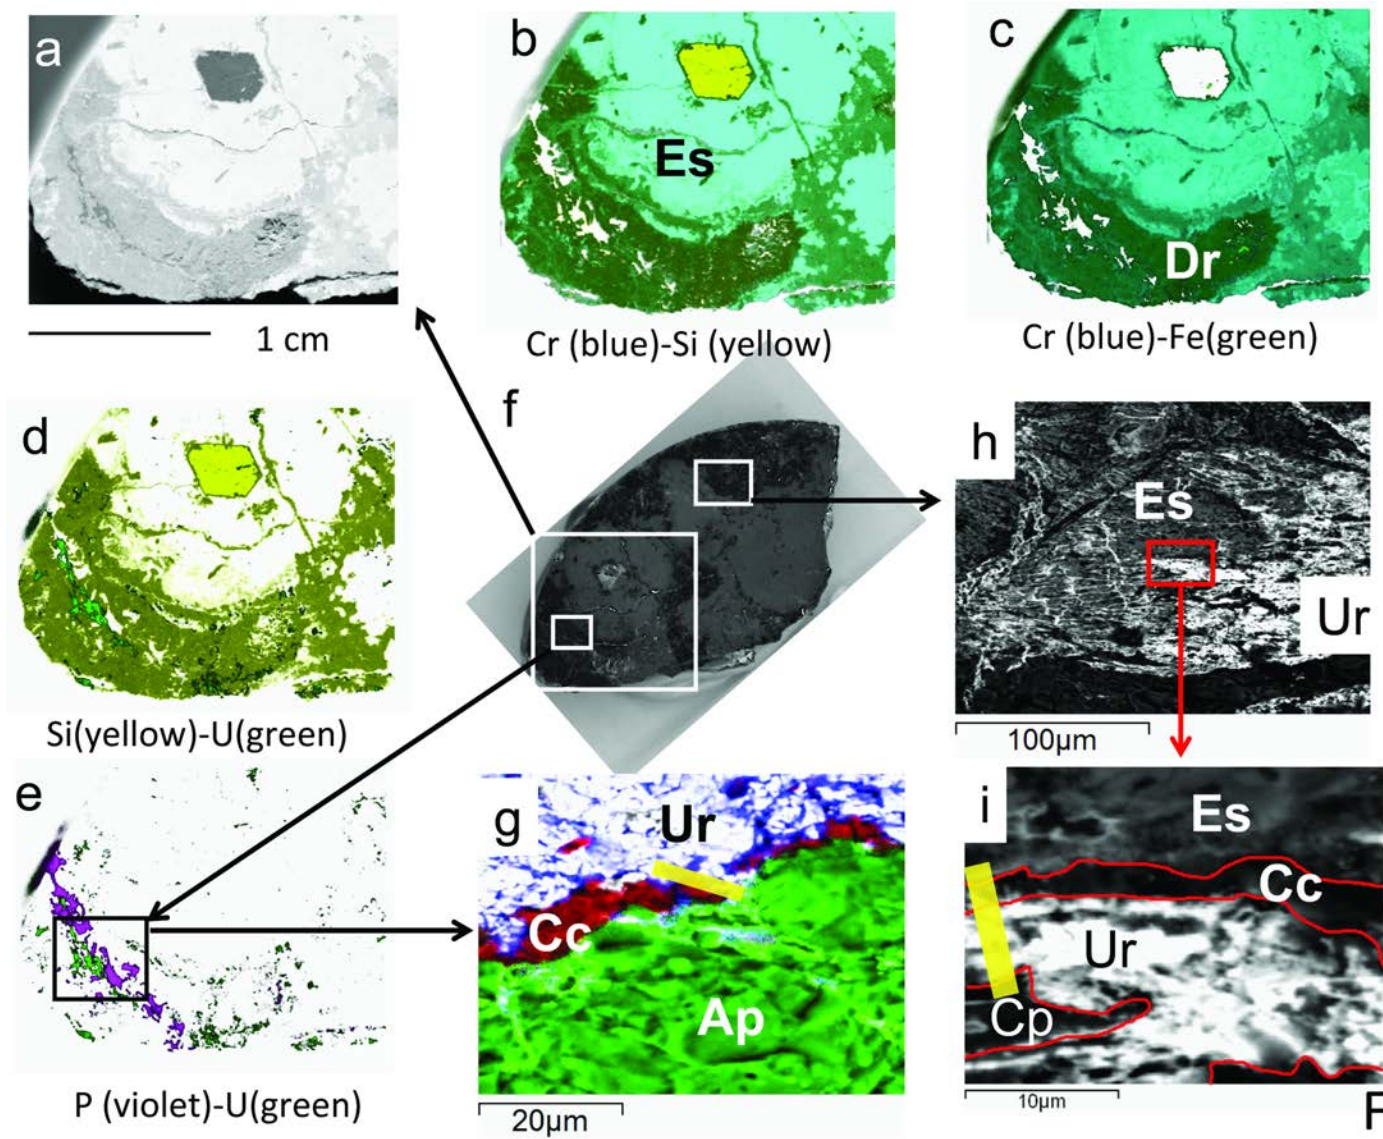 a
b
c
Es
Dr
1 cm
Cr (blue)-Si (yellow)
Cr (blue)-Fe(green)
d
f
h
Es
Ur
Si(yellow)-U(green)
100µm
e
g
Ur
Cc
Ap
i
Es
Cc
Ur
Cp
P (violet)-U(green)
20µm
10µm